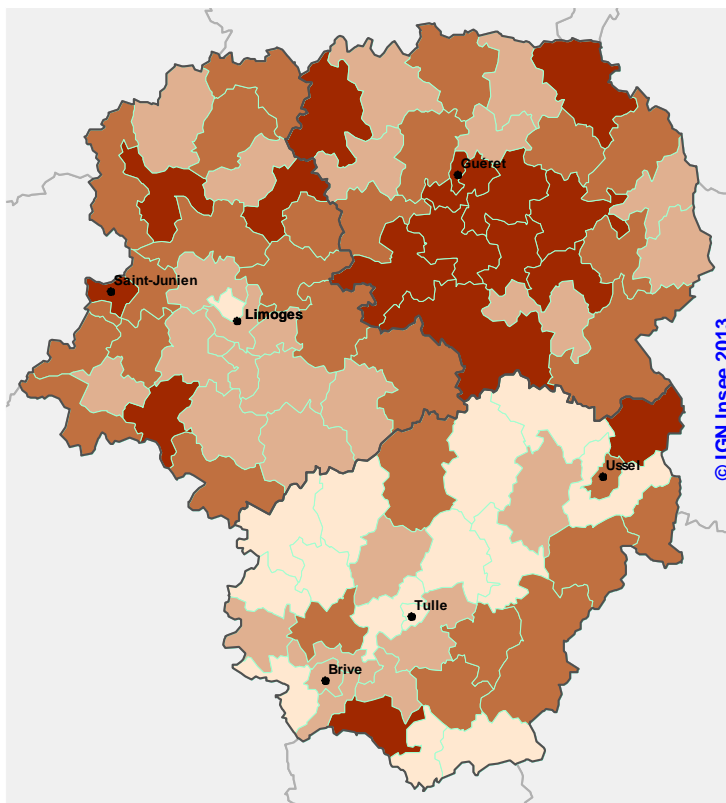 Guéret
Saint-Junien
Limoges
Ussel
Tulle
Brive
© IGN Insee 2013